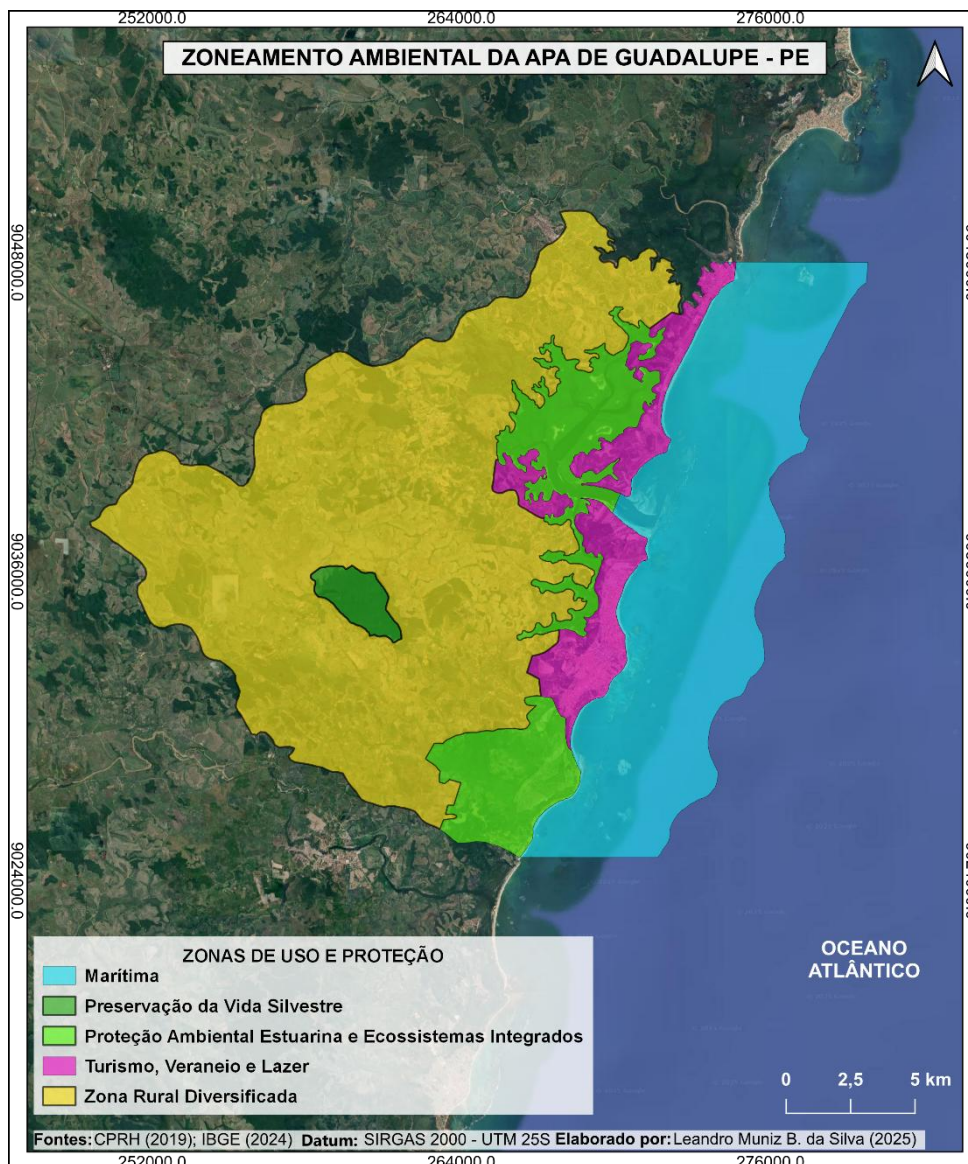 252000.0 264000.0 276000.0
ZONEAMENTO AMBIENTAL DA APA DE GUADALUPE - PE
9048000.0
9036000.0
9024000.0
OCEANO
ATLÂNTICO
ZONAS DE USO E PROTEÇÃO
Marítima
Preservação da Vida Silvestre
Proteção Ambiental Estuarina e Ecossistemas Integrados
Turismo, Veraneio e Lazer
Zona Rural Diversificada
0 2,5 5 km
Fontes: CPRH (2019); IBGE (2024) Datum: SIRGAS 2000 - UTM 25S Elaborado por: Leandro Muniz B. da Silva (2025)
252000.0 264000.0 276000.0